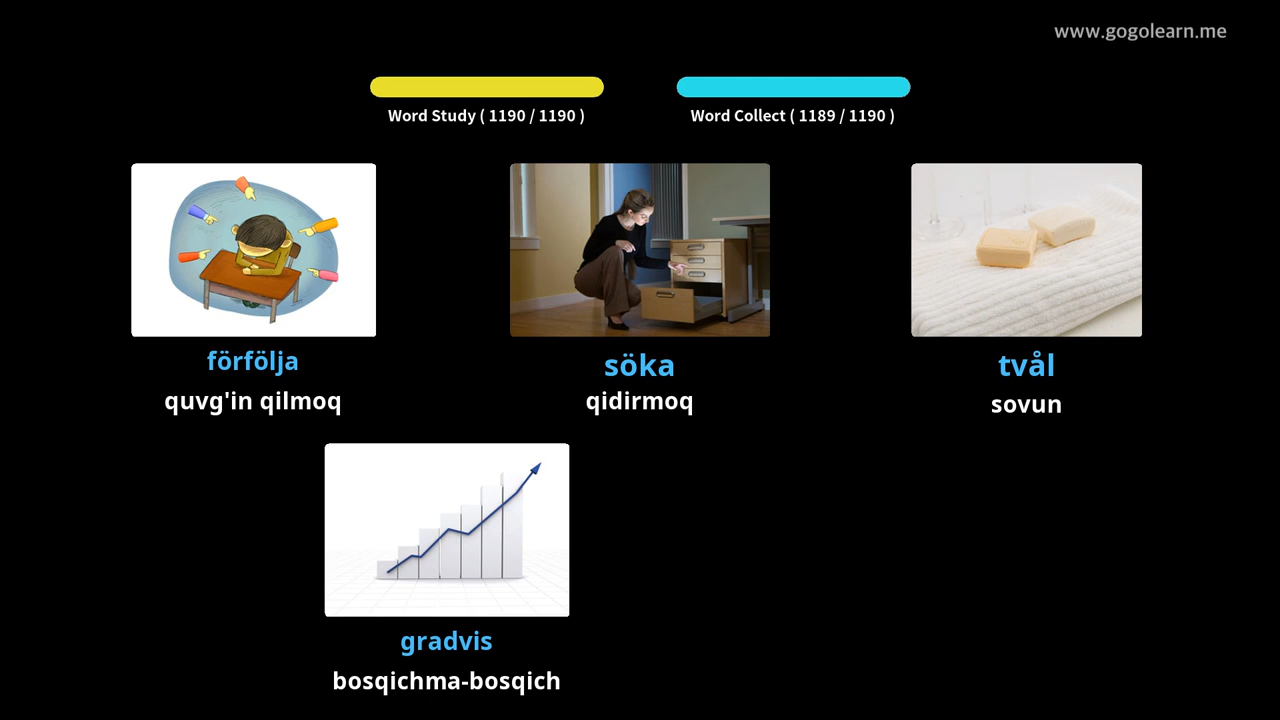 www.gogolearn.me
Word Study ( 1190 / 1190 )
Word Collect ( 1189 / 1190 )
förfölja
quvg'in qilmoq
söka
qidirmoq
tvål
sovun
gradvis
bosqichma-bosqich